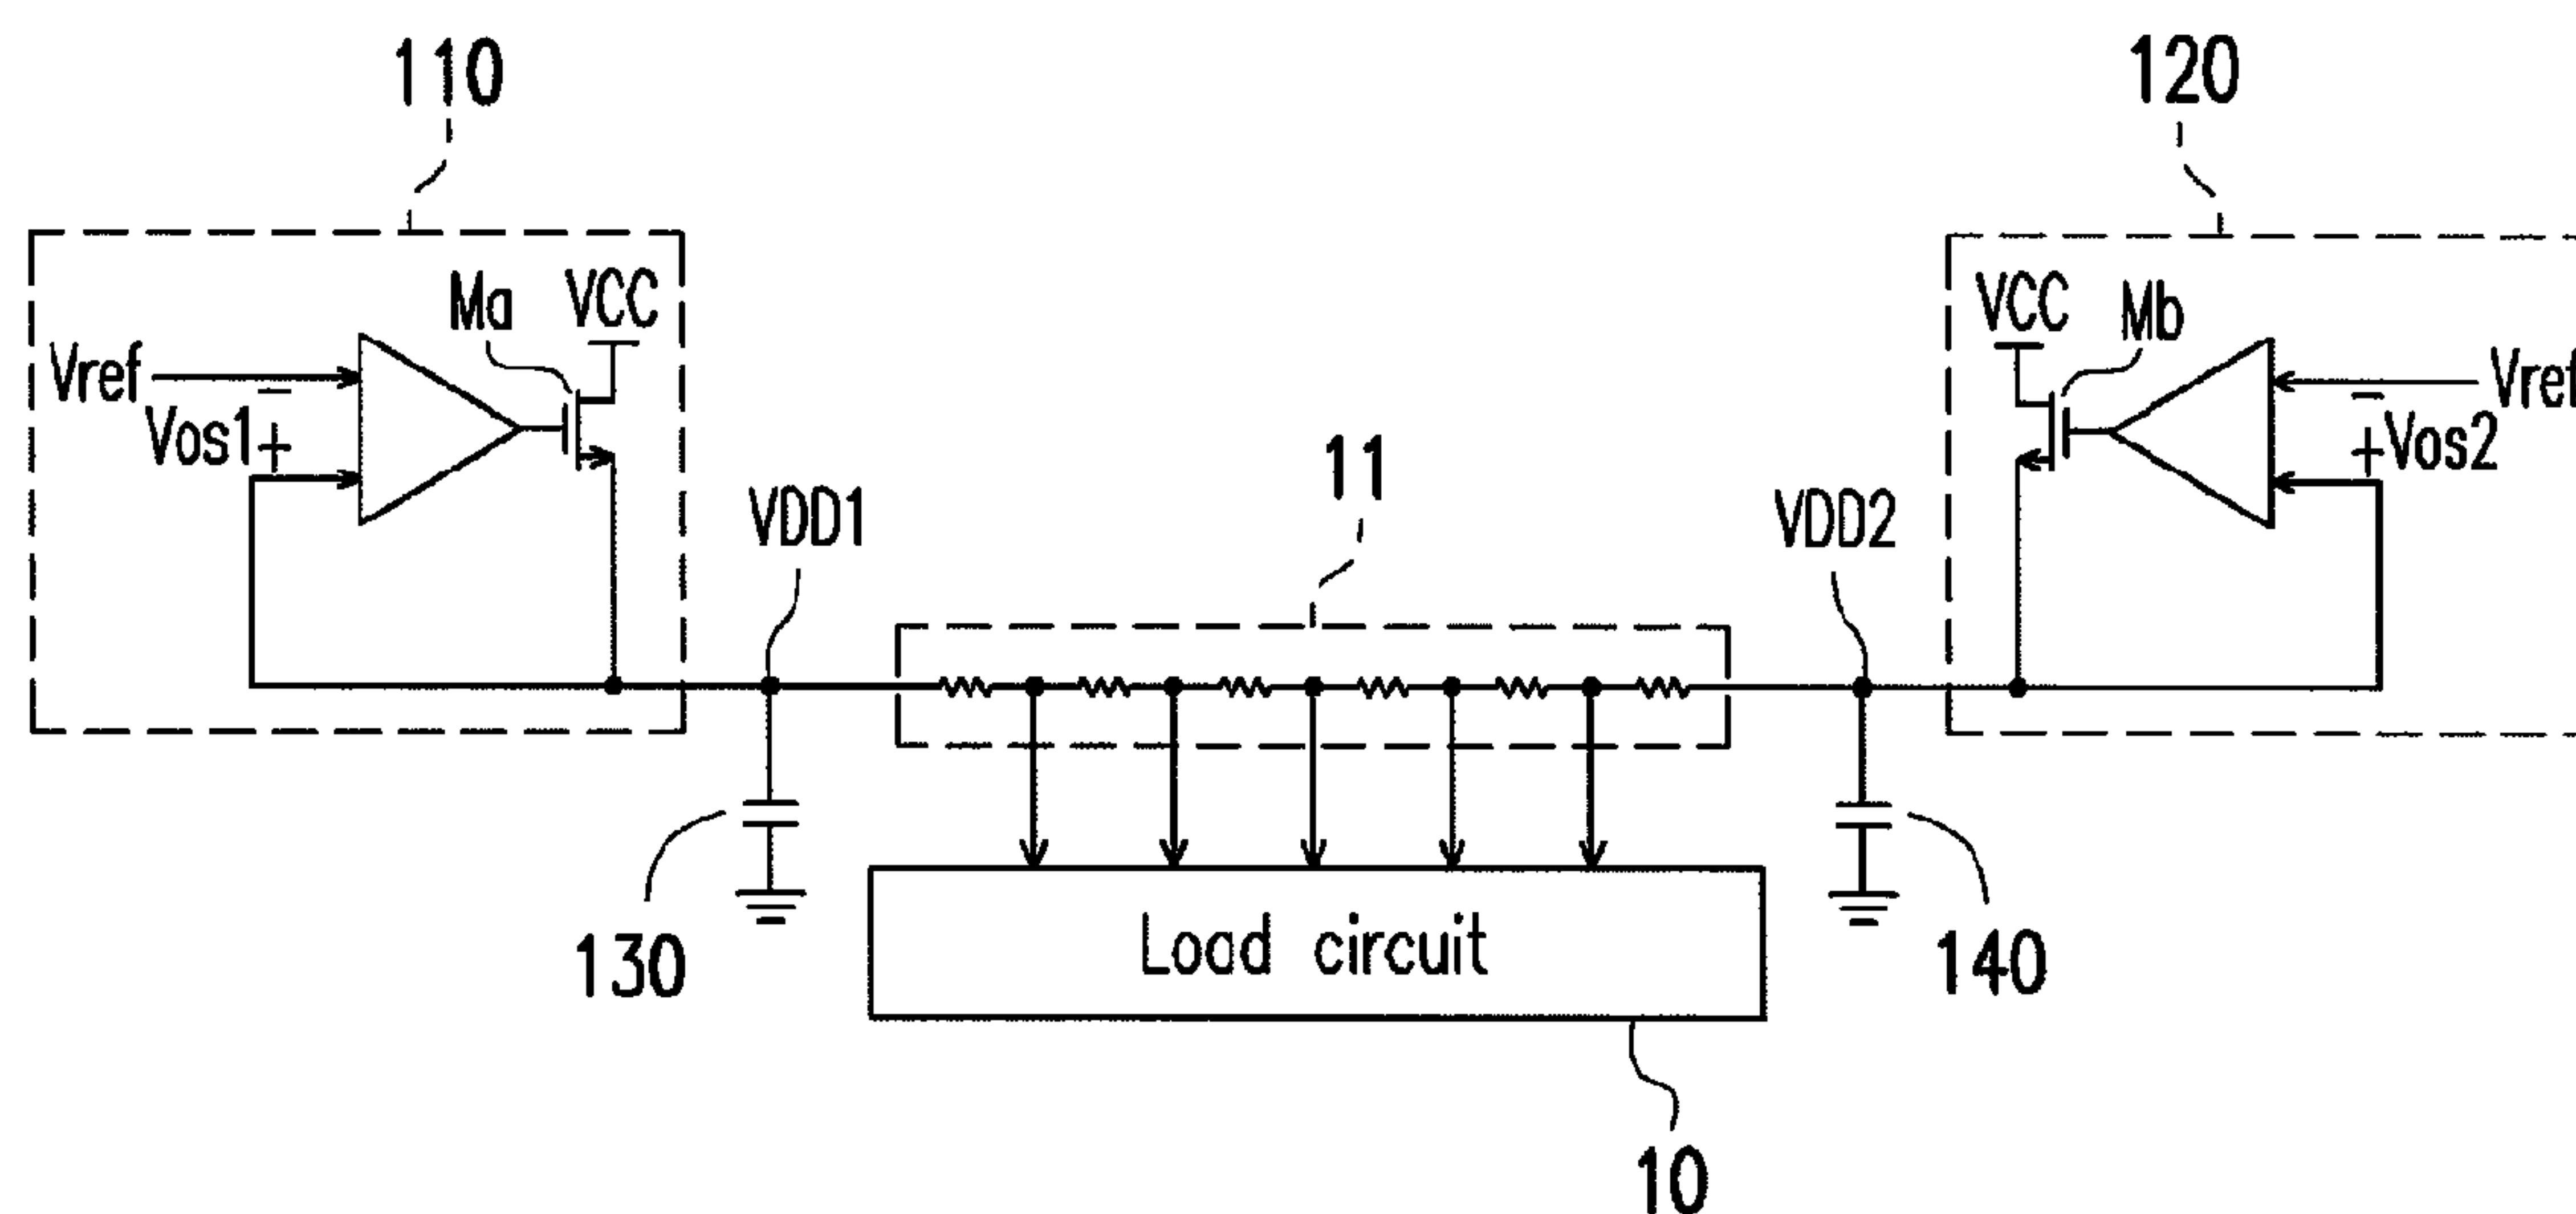 110
120
Ma
VCC
VCC
Mb
Vref
−
Vos1
+
−
Vref
+
Vos2
11
VDD1
VDD2
130
Load circuit
140
10